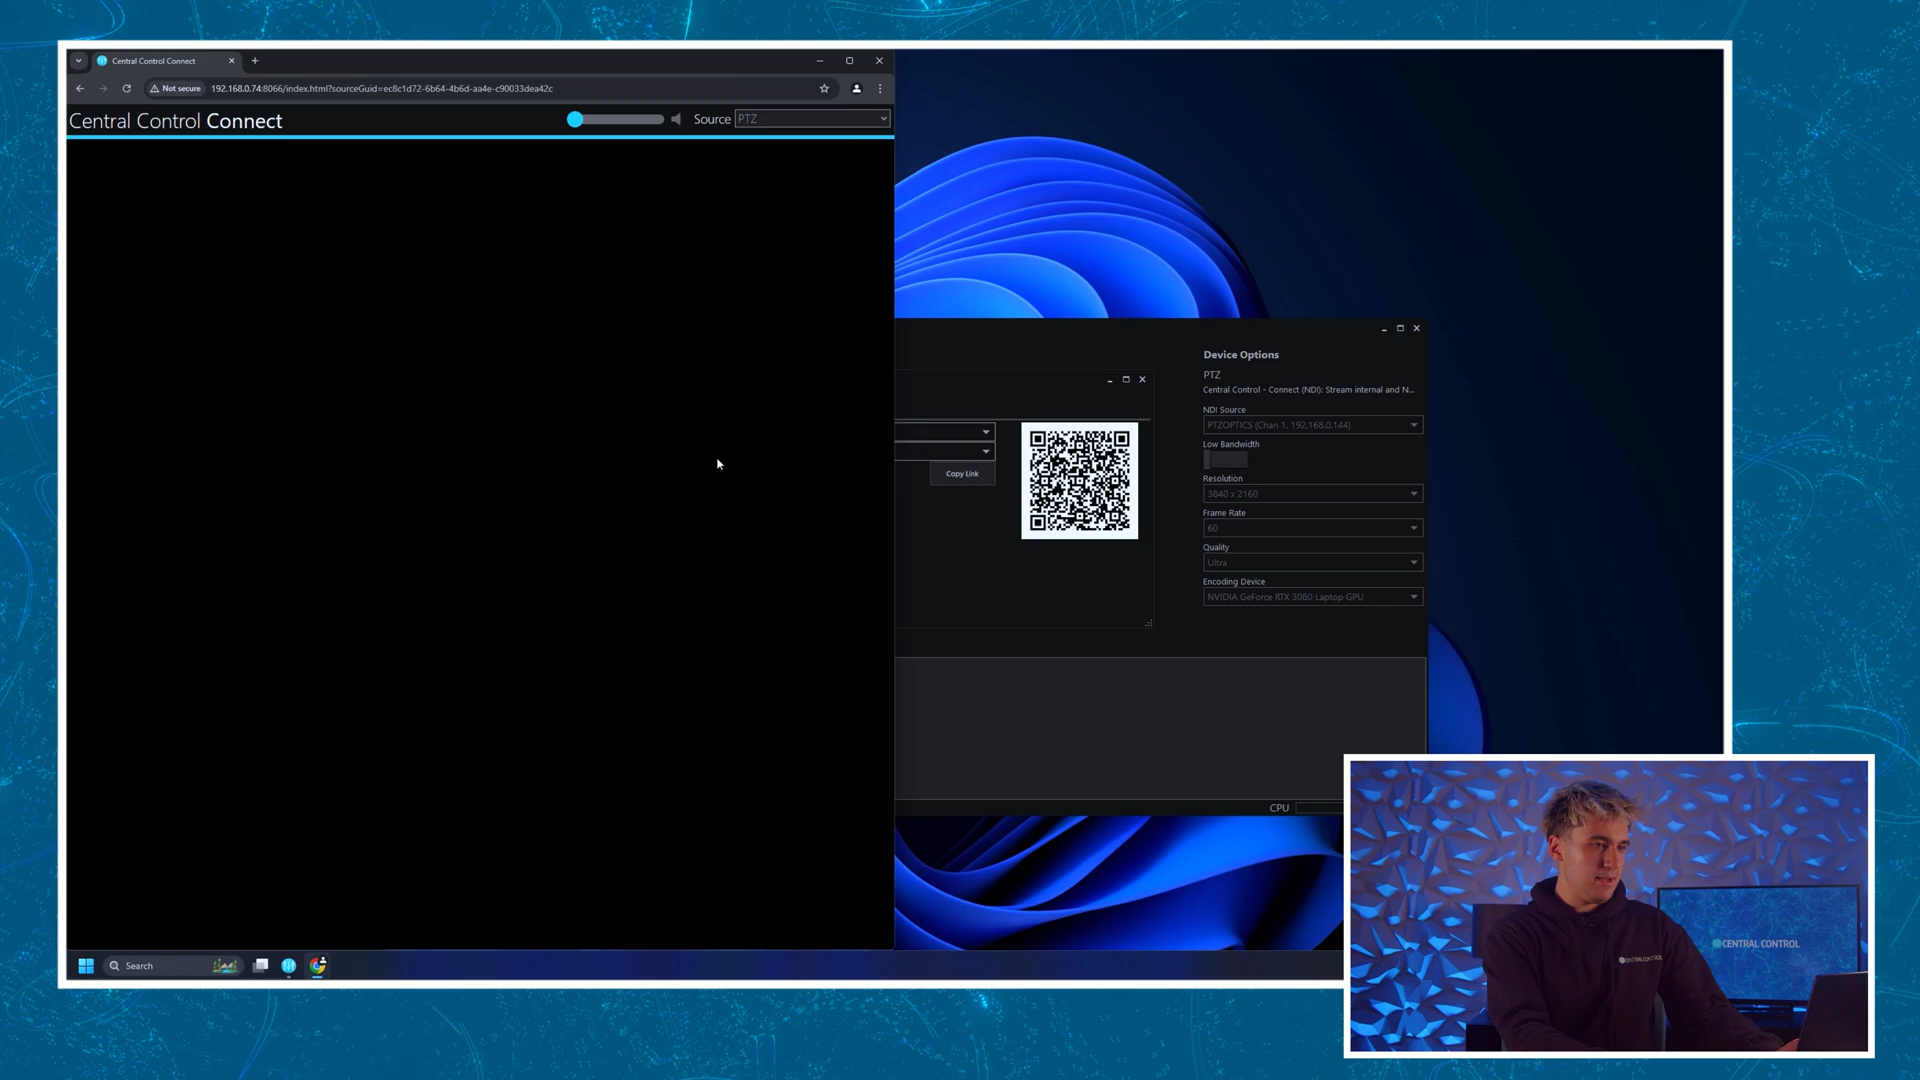 Central Control Connect
Not secure
192.168.0.74:8066/index.html?sourceGuid=ec8c1d72-6b64-4b6d-aa4e-c90033dea42c
Central Control Connect
Source
PTZ
Device Options
PTZ
Central Control - Connect (NDI): Stream internal and N...
NDI Source
PTZOPTICS (Chan 1, 192.168.0.144)
Low Bandwidth
Copy Link
Resolution
3840 x 2160
Frame Rate
60
Quality
Ultra
Encoding Device
NVIDIA GeForce RTX 3080 Laptop GPU
CPU
CENTRAL CONTROL
CENTRAL CONTROL
Search